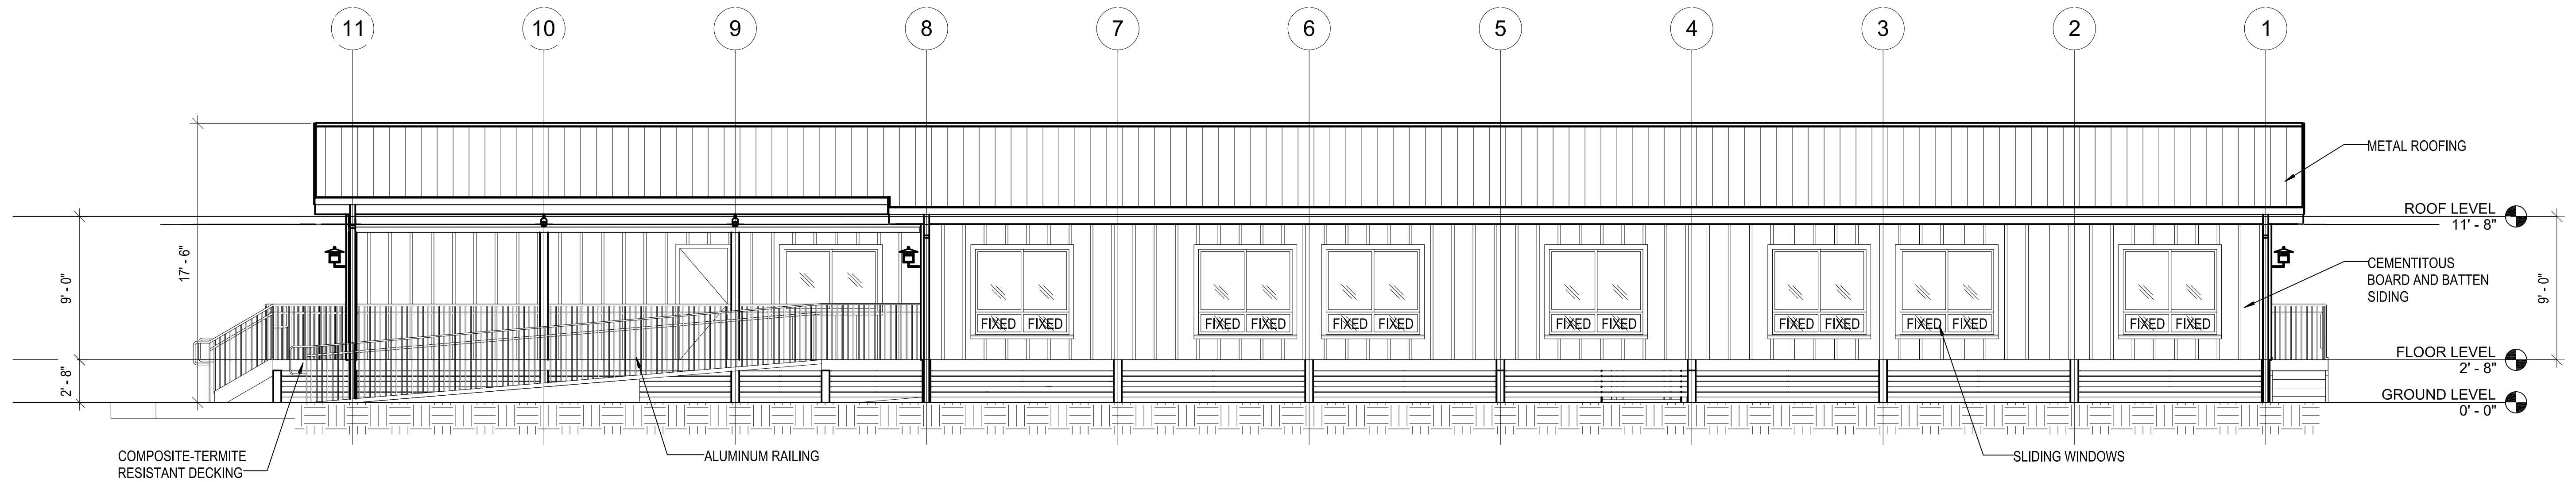 11
10
9
8
7
6
5
4
3
2
1
METAL ROOFING
ROOF LEVEL
11' - 8"
17' - 6"
9' - 0"
2' - 8"
CEMENTITOUS
BOARD AND BATTEN
SIDING
9' - 0"
FIXED FIXED FIXED FIXED FIXED FIXED FIXED FIXED FIXED FIXED FIXED FIXED FIXED FIXED
FLOOR LEVEL
2' - 8"
GROUND LEVEL
0' - 0"
COMPOSITE-TERMITE
RESISTANT DECKING
ALUMINUM RAILING
SLIDING WINDOWS